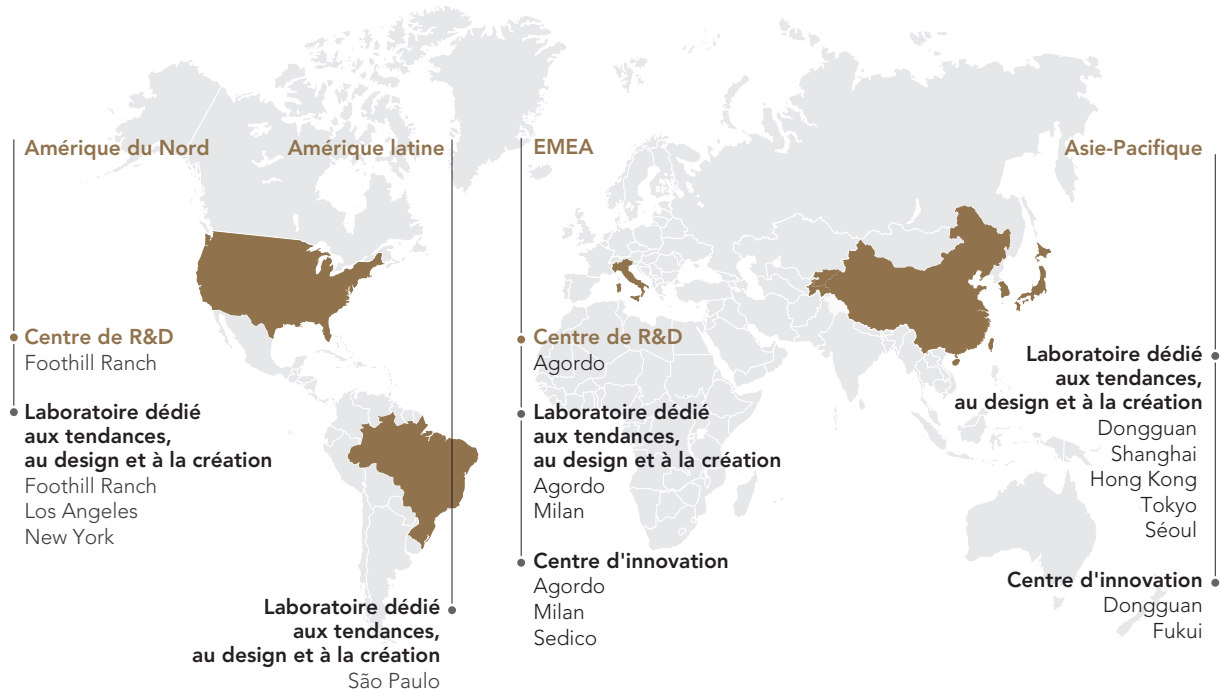 Amérique du Nord
Centre de R&D
Foothill Ranch
Laboratoire dédié
aux tendances,
au design et à la création
Foothill Ranch
Los Angeles
New York
Amérique latine
Laboratoire dédié
aux tendances,
au design et à la création
São Paulo
EMEA
Centre de R&D
Agordo
Laboratoire dédié
aux tendances,
au design et à la création
Agordo
Milan
Centre d'innovation
Agordo
Milan
Sedico
Asie-Pacifique
Laboratoire dédié
aux tendances,
au design et à la création
Dongguan
Shanghai
Hong Kong
Tokyo
Séoul
Centre d'innovation
Dongguan
Fukui